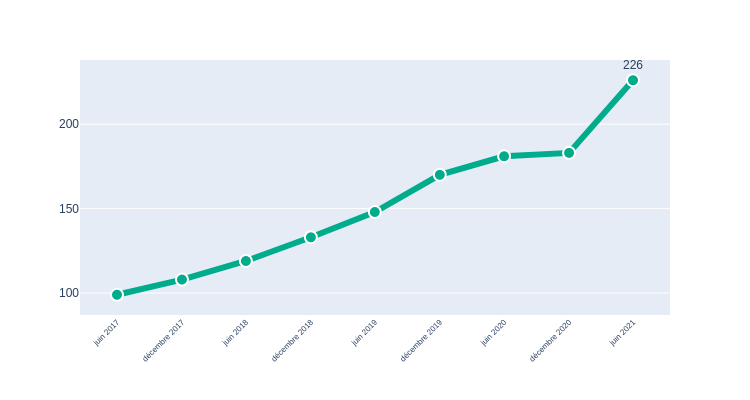 226
200
150
100
juin 2017
décembre 2017
juin 2018
décembre 2018
juin 2019
décembre 2019
juin 2020
décembre 2020
juin 2021